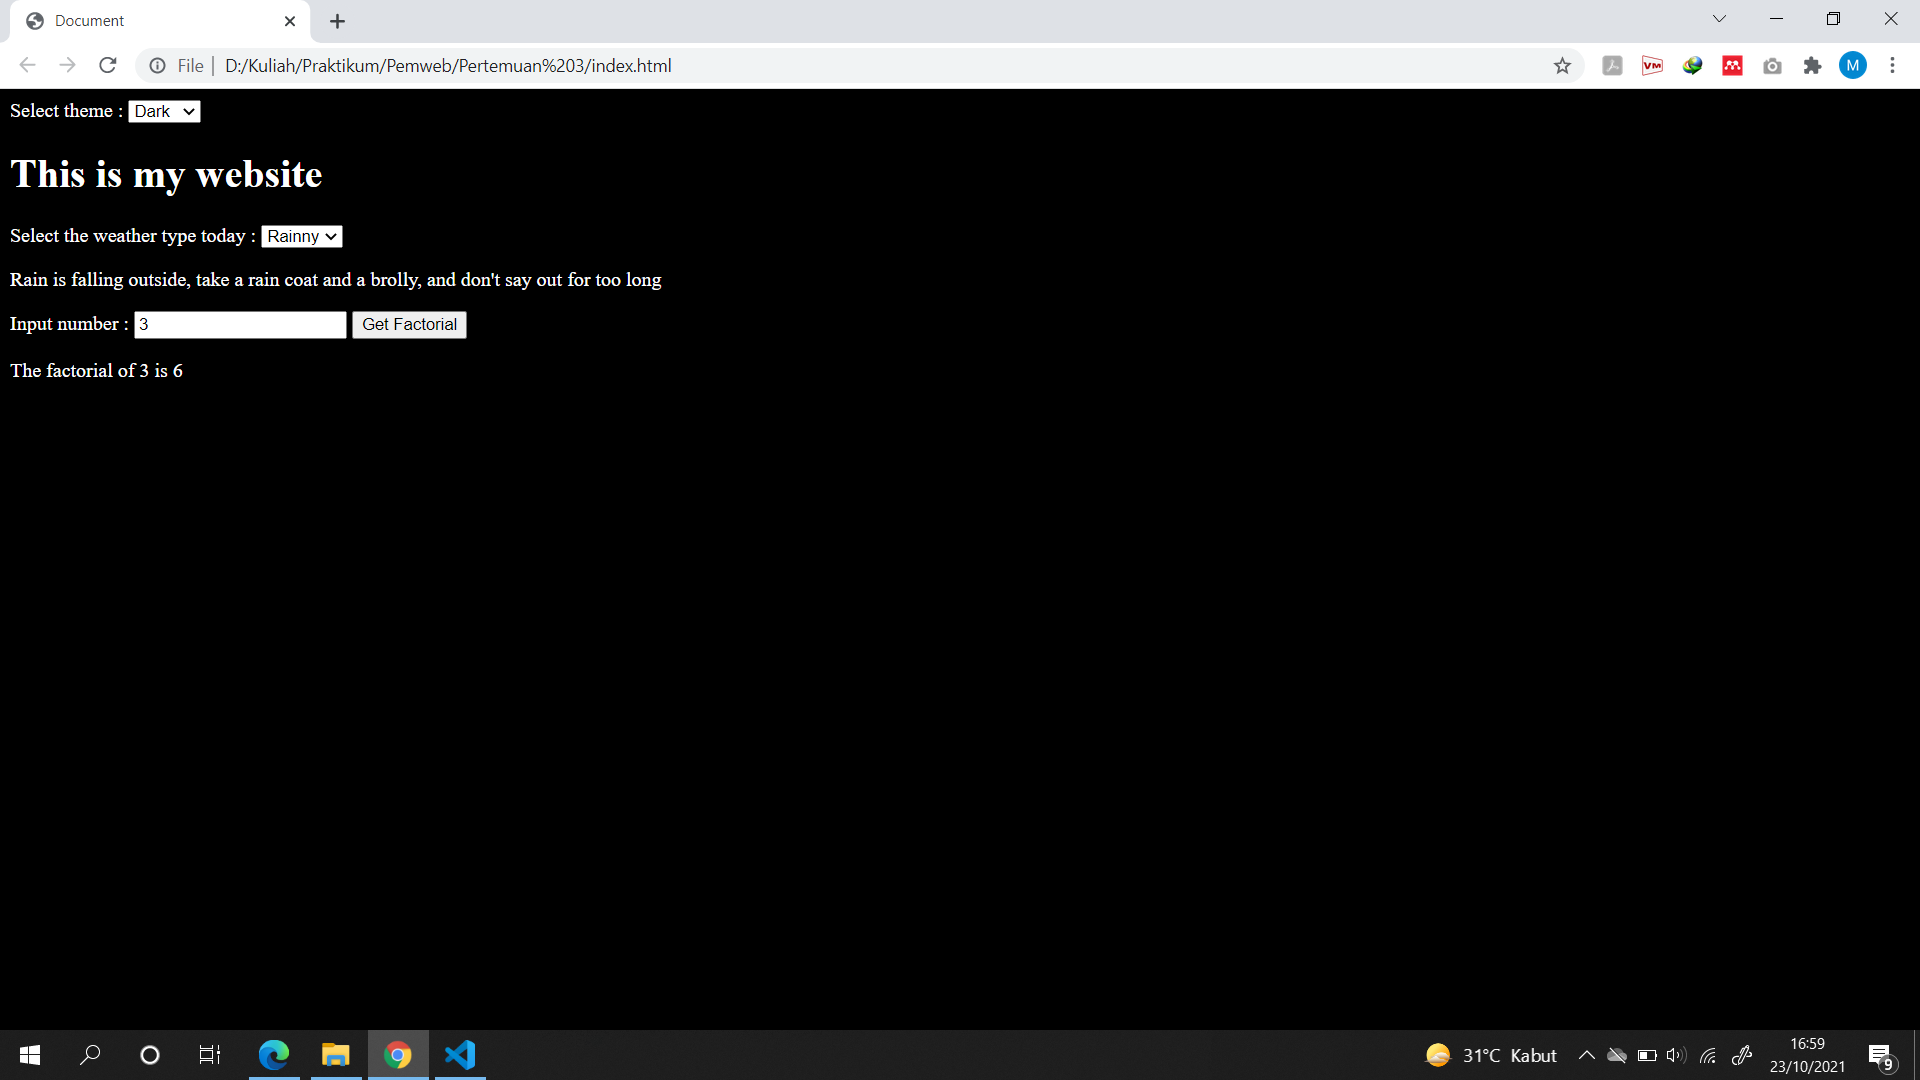 Document
File | D:/Kuliah/Praktikum/Pemweb/Pertemuan%203/index.html
VM
M
Select theme : Dark
This is my website
Select the weather type today : Rainny
Rain is falling outside, take a rain coat and a brolly, and don't say out for too long
Input number : 3 Get Factorial
The factorial of 3 is 6
31°C Kabut
16:59
23/10/2021
9